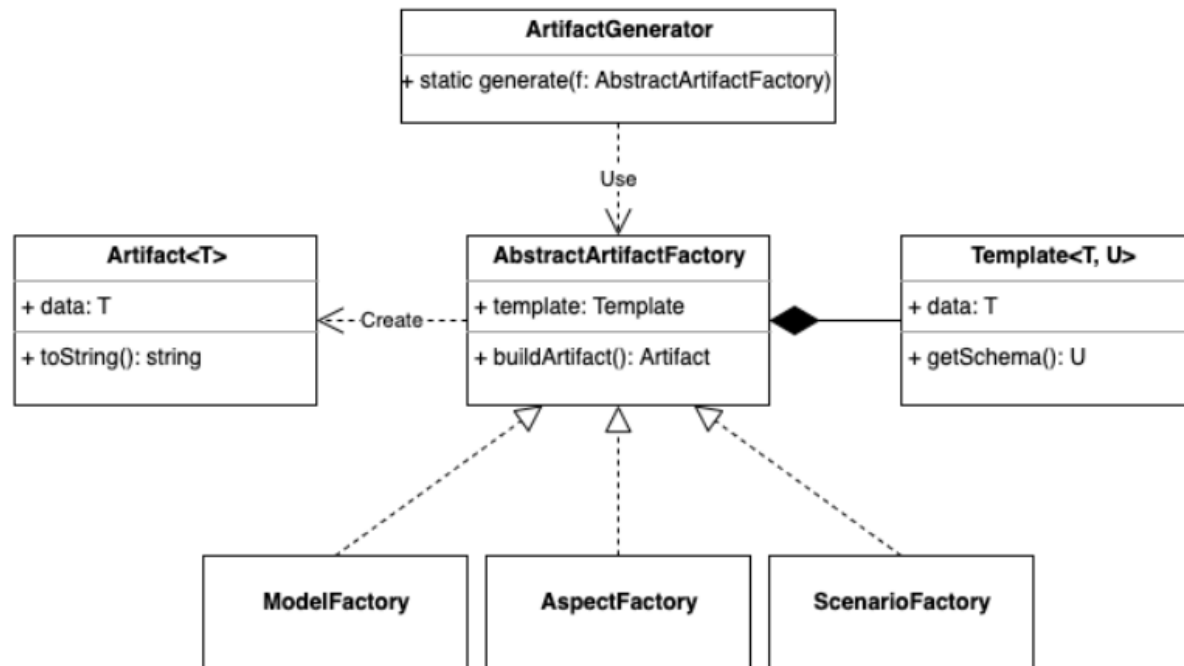 ArtifactGenerator
+ static generate(f: AbstractArtifactFactory)
Use
Artifact<T>
+ data: T
+ toString(): string
Create
AbstractArtifactFactory
+ template: Template
+ buildArtifact(): Artifact
Template<T, U>
+ data: T
+ getSchema(): U
ModelFactory
AspectFactory
ScenarioFactory